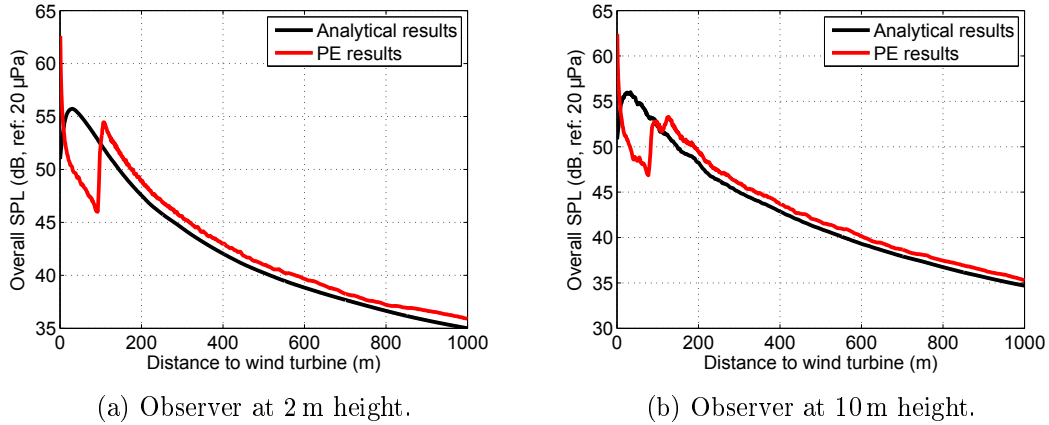 65
60
55
50
45
40
35
Overall SPL (dB, ref: 20 µPa)
Analytical results
PE results
0
200
400
600
800
1000
Distance to wind turbine (m)
(a) Observer at 2 m height.
65
60
55
50
45
40
35
30
Overall SPL (dB, ref: 20 µPa)
Analytical results
PE results
0
200
400
600
800
1000
Distance to wind turbine (m)
(b) Observer at 10 m height.